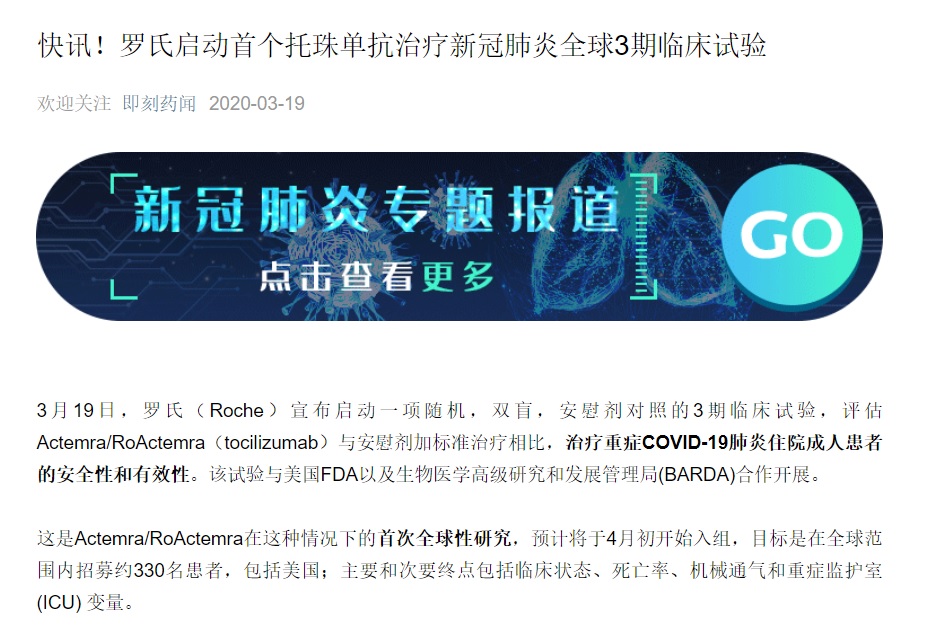 快讯！罗氏启动首个托珠单抗治疗新冠肺炎全球3期临床试验
欢迎关注 即刻药闻 2020-03-19
新冠肺炎专题报道
GO
点击查看更多
3月19日，罗氏（Roche）宣布启动一项随机，双盲，安慰剂对照的3期临床试验，评估
Actemra/RoActemra（tocilizumab）与安慰剂加标准治疗相比，治疗重症COVID-19肺炎住院成人患者
的安全性和有效性。该试验与美国FDA以及生物医学高级研究和发展管理局(BARDA)合作开展。
这是Actemra/RoActemra在这种情况下的首次全球性研究，预计将于4月初开始入组，目标是在全球范
围内招募约330名患者，包括美国；主要和次要终点包括临床状态、死亡率、机械通气和重症监护室
(ICU) 变量。